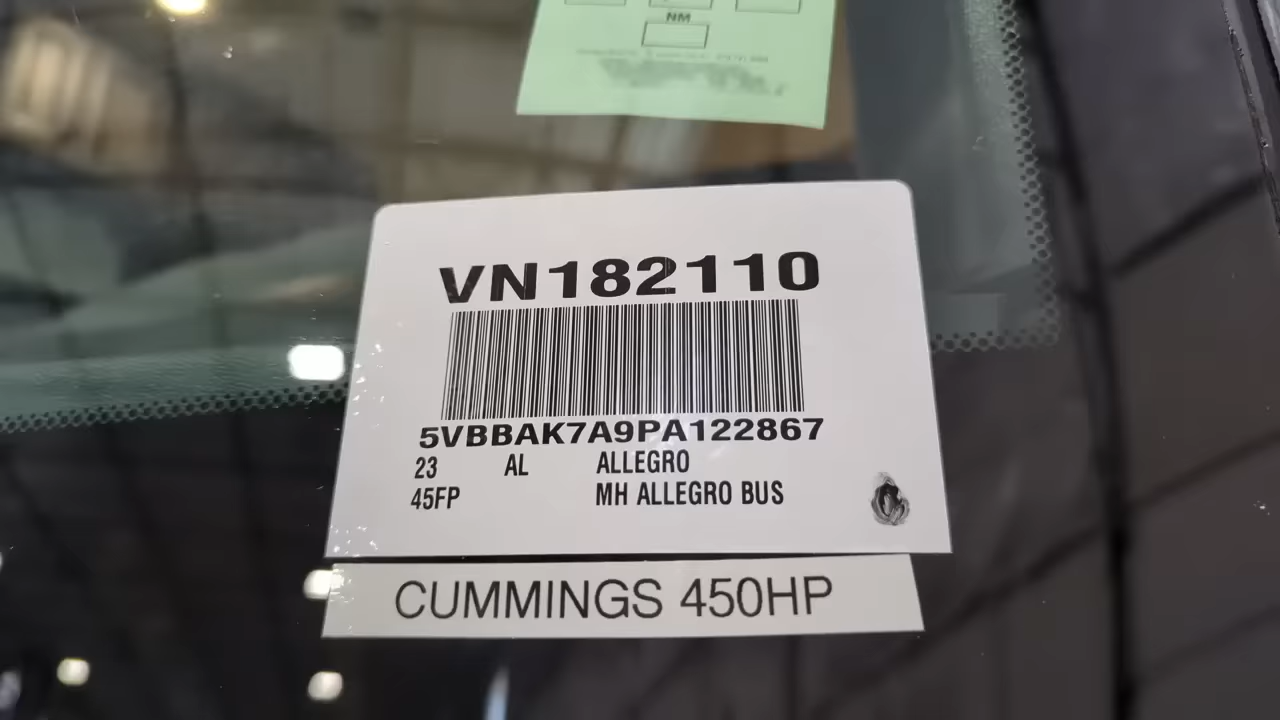 NM
VN182110
5VBBAK7A9PA122867
23 AL ALLEGRO
45FP MH ALLEGRO BUS
CUMMINGS 450HP